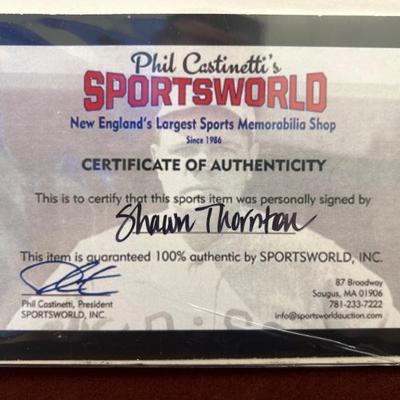 Phil Castinetti's
SPORTSWORLD
New England's Largest Sports Memorabilia Shop
Since 1986
CERTIFICATE OF AUTHENTICITY
This is to certify that this sports item was personally signed by
Shawn Thornton
This item is guaranteed 100% authentic by SPORTSWORLD, INC.
Phil Castinetti, President
SPORTSWORLD, INC.
87 Broadway
Saugus, MA 01906
781-233-7222
info@sportsworldauction.com